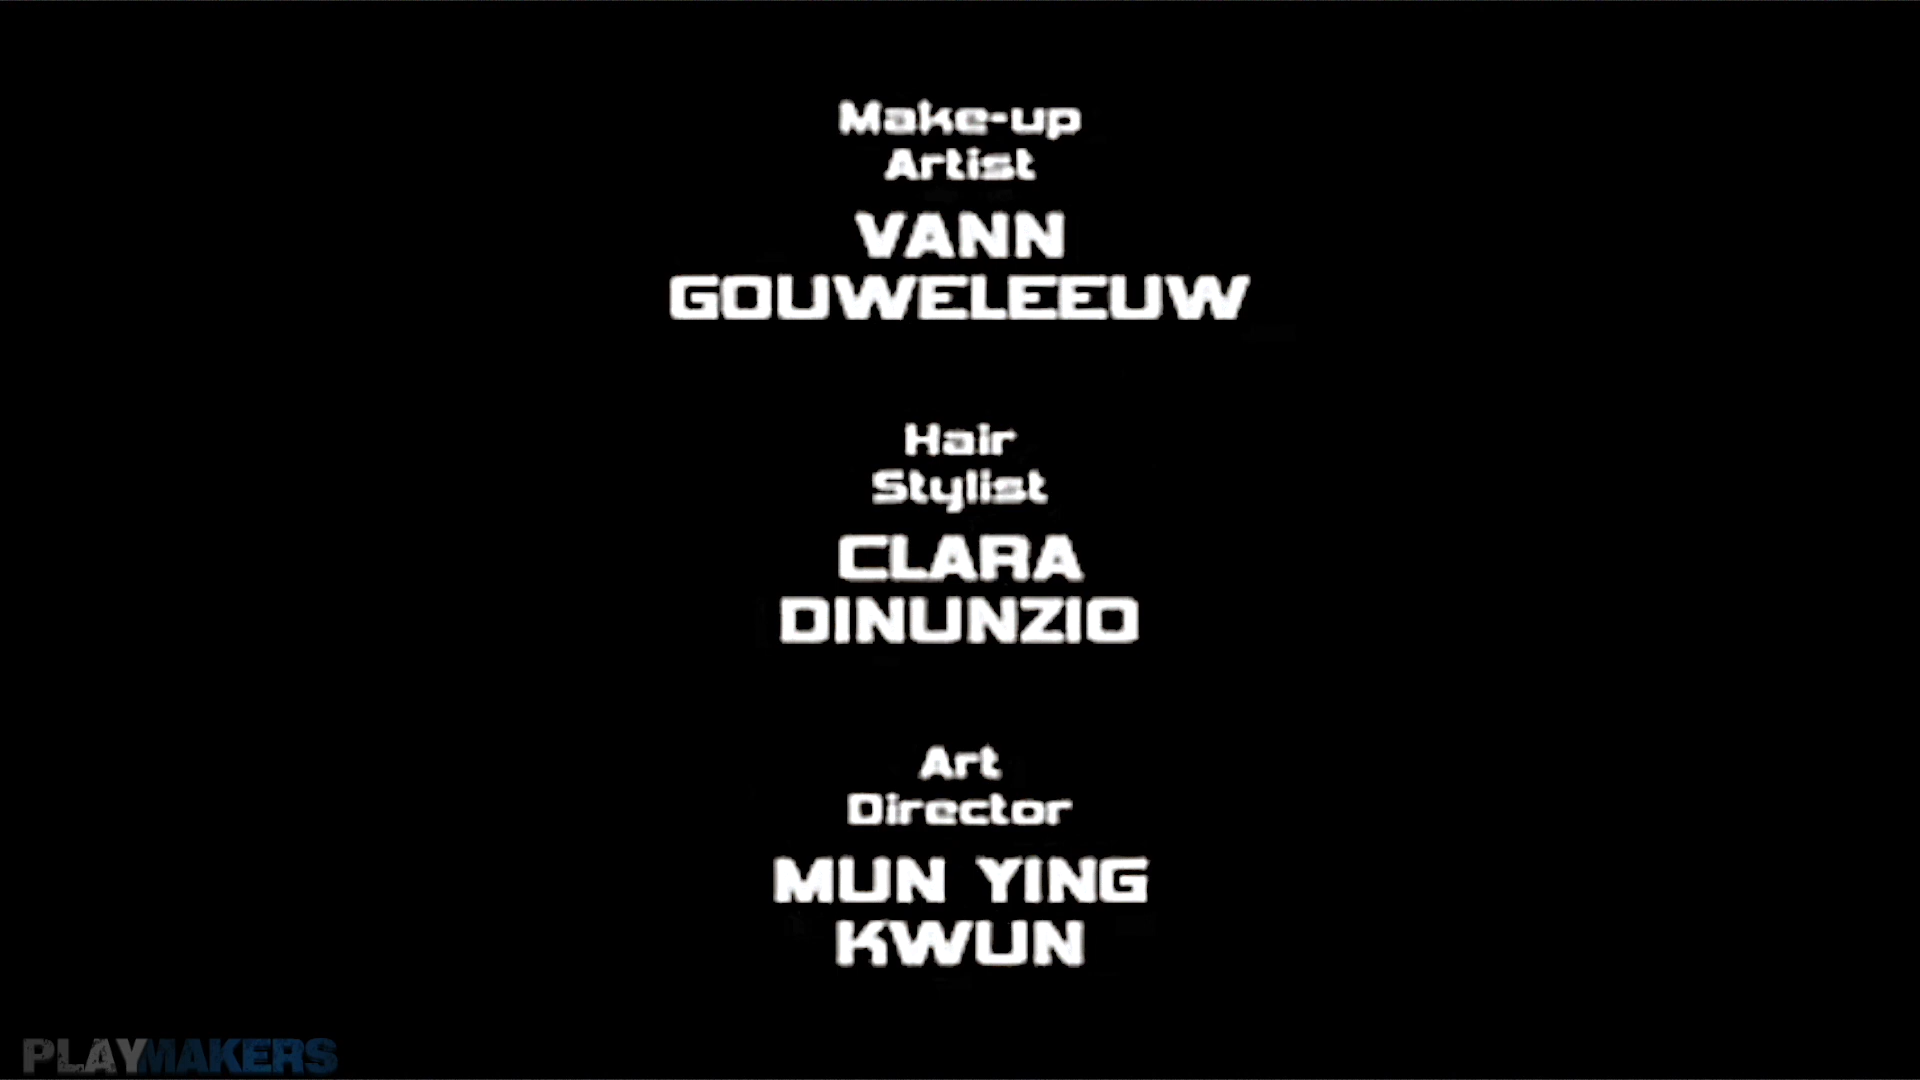 Make-up
Artist
VANN
GOUWELEEUW
Hair
Stylist
CLARA
DINUNZIO
Art
Director
MUN YING
KWUN
PLAYMAKERS